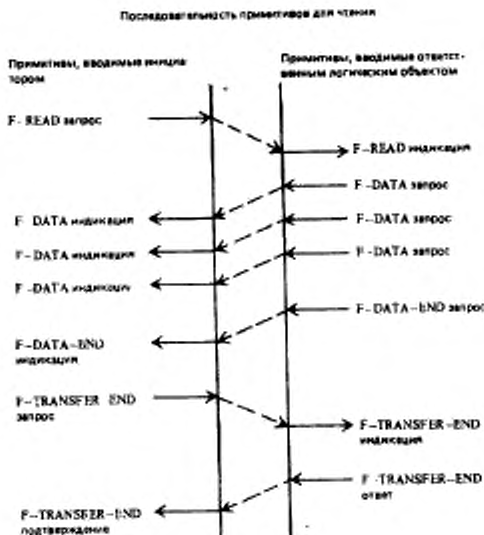 Последовательность примитивов для чтения
Примитивы, вводимые инициа
тором)
Примитивы, вводимые ответст-
венным логическим объектом
F-READ запрос
F-READ индикация
F-DATA запрос
F-DATA индикация
F-DATA запрос
F-DATA индикация
F-DATA запрос
F-DATA индикация
F-DATA-END запрос
F-DATA-END
индикация
F-TRANSFER-END
запрос
F-TRANSFER-END
индикация
F-TRANSFER-END
ответ
F-TRANSFER-END
подтверждение